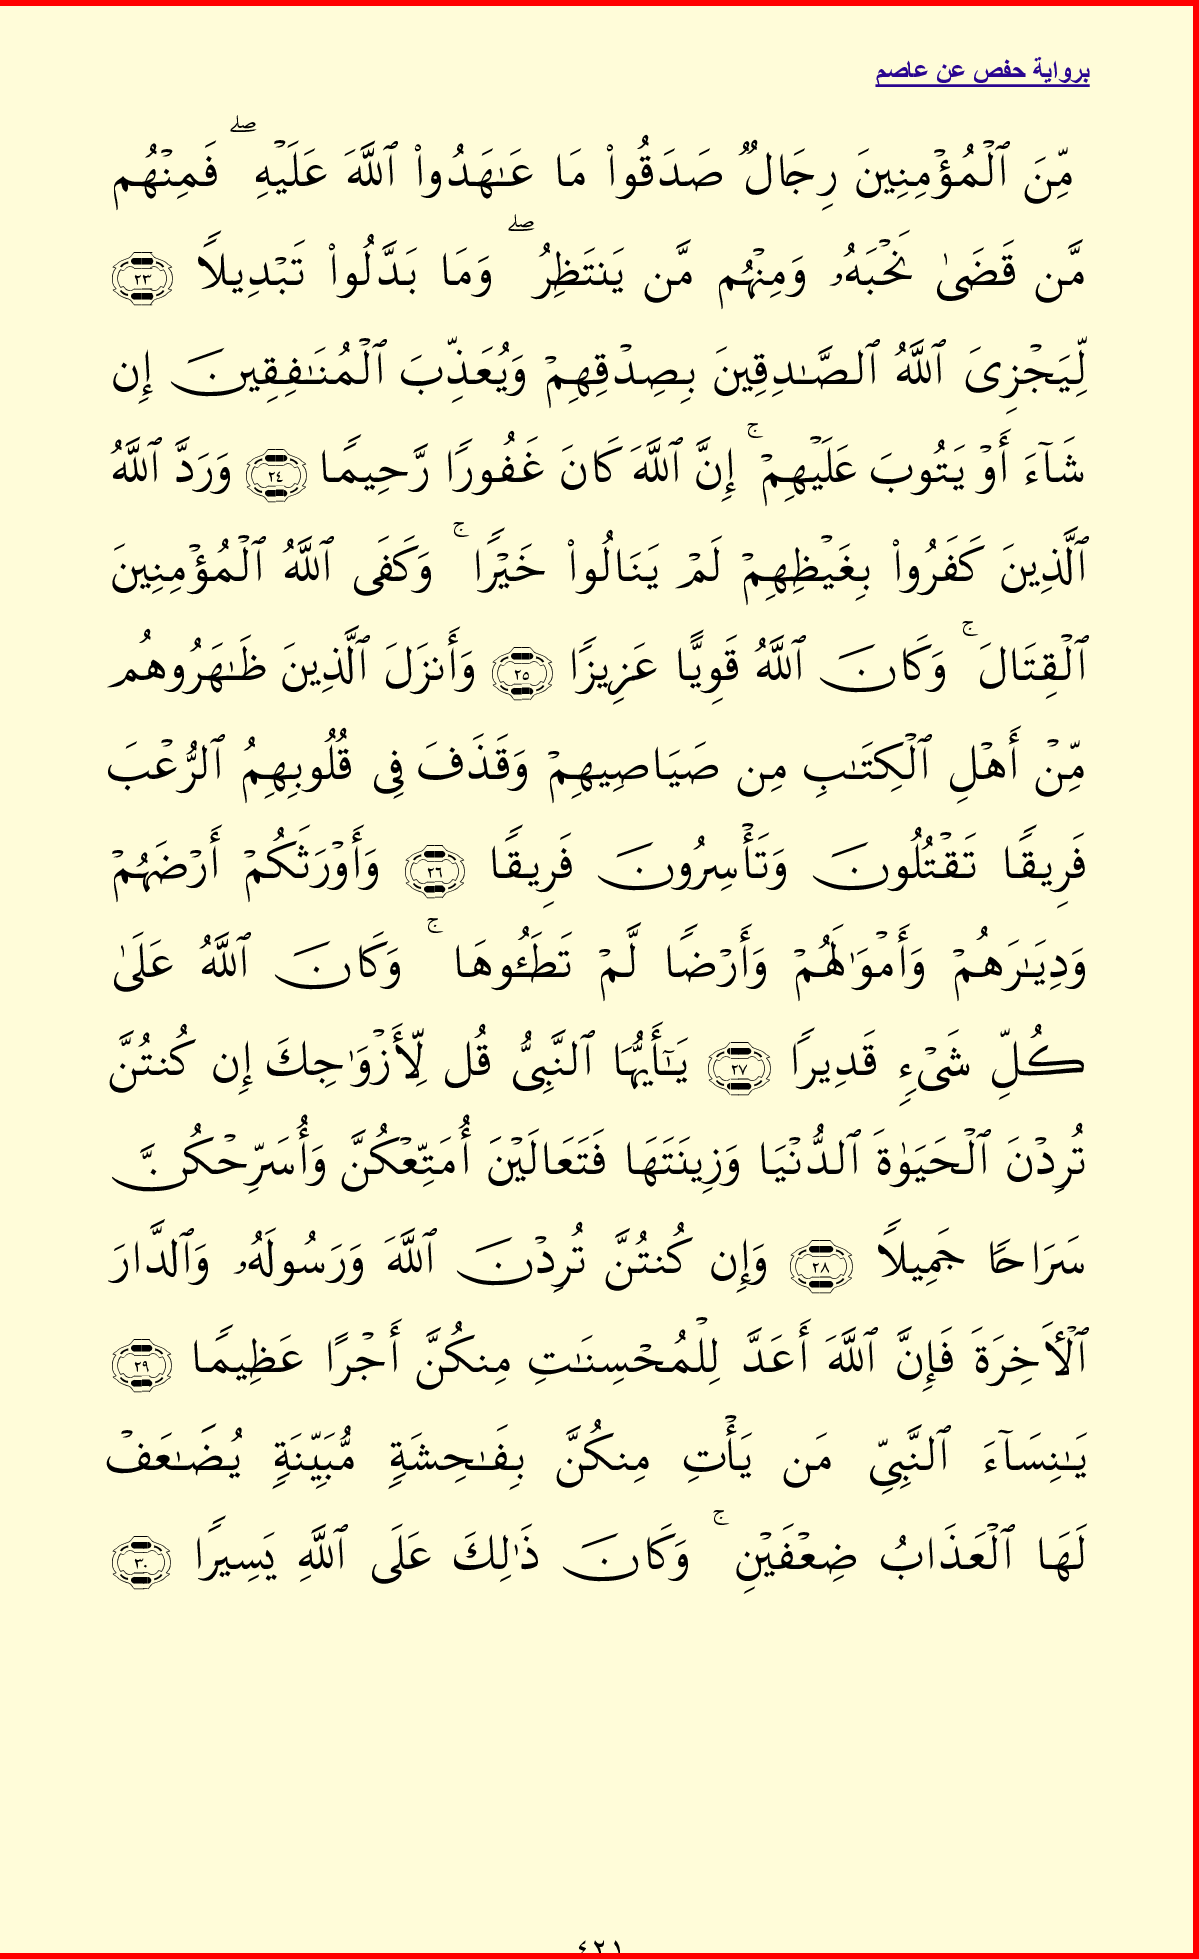 برواية حفص عن عاصم
مِّنَ ٱلْمُؤْمِنِينَ رِجَالٌ صَدَقُوا۟ مَا عَـٰهَدُوا۟ ٱللَّهَ عَلَيْهِ ۖ فَمِنْهُم
مَّن قَضَىٰ نَحْبَهُۥ وَمِنْهُم مَّن يَنتَظِرُ ۖ وَمَا بَدَّلُوا۟ تَبْدِيلًا ٢٣
لِّيَجْزِىَ ٱللَّهُ ٱلصَّـٰدِقِينَ بِصِدْقِهِمْ وَيُعَذِّبَ ٱلْمُنَـٰفِقِينَ إِن
شَآءَ أَوْ يَتُوبَ عَلَيْهِمْ ۚ إِنَّ ٱللَّهَ كَانَ غَفُورًا رَّحِيمًا ٢٤ وَرَدَّ ٱللَّهُ
ٱلَّذِينَ كَفَرُوا۟ بِغَيْظِهِمْ لَمْ يَنَالُوا۟ خَيْرًا ۚ وَكَفَى ٱللَّهُ ٱلْمُؤْمِنِينَ
ٱلْقِتَالَ ۚ وَكَانَ ٱللَّهُ قَوِيًّا عَزِيزًا ٢٥ وَأَنزَلَ ٱلَّذِينَ ظَـٰهَرُوهُم
مِّنْ أَهْلِ ٱلْكِتَـٰبِ مِن صَيَاصِيهِمْ وَقَذَفَ فِى قُلُوبِهِمُ ٱلرُّعْبَ
فَرِيقًا تَقْتُلُونَ وَتَأْسِرُونَ فَرِيقًا ٢٦ وَأَوْرَثَكُمْ أَرْضَهُمْ
وَدِيَـٰرَهُمْ وَأَمْوَٰلَهُمْ وَأَرْضًا لَّمْ تَطَـُٔوهَا ۚ وَكَانَ ٱللَّهُ عَلَىٰ
كُلِّ شَىْءٍ قَدِيرًا ٢٧ يَـٰٓأَيُّهَا ٱلنَّبِىُّ قُل لِّأَزْوَٰجِكَ إِن كُنتُنَّ
تُرِدْنَ ٱلْحَيَوٰةَ ٱلدُّنْيَا وَزِينَتَهَا فَتَعَالَيْنَ أُمَتِّعْكُنَّ وَأُسَرِّحْكُنَّ
سَرَاحًا جَمِيلًا ٢٨ وَإِن كُنتُنَّ تُرِدْنَ ٱللَّهَ وَرَسُولَهُۥ وَٱلدَّارَ
ٱلْـَٔاخِرَةَ فَإِنَّ ٱللَّهَ أَعَدَّ لِلْمُحْسِنَـٰتِ مِنكُنَّ أَجْرًا عَظِيمًا ٢٩
يَـٰنِسَآءَ ٱلنَّبِىِّ مَن يَأْتِ مِنكُنَّ بِفَـٰحِشَةٍ مُّبَيِّنَةٍ يُضَـٰعَفْ
لَهَا ٱلْعَذَابُ ضِعْفَيْنِ ۚ وَكَانَ ذَٰلِكَ عَلَى ٱللَّهِ يَسِيرًا ٣٠
٤٢١